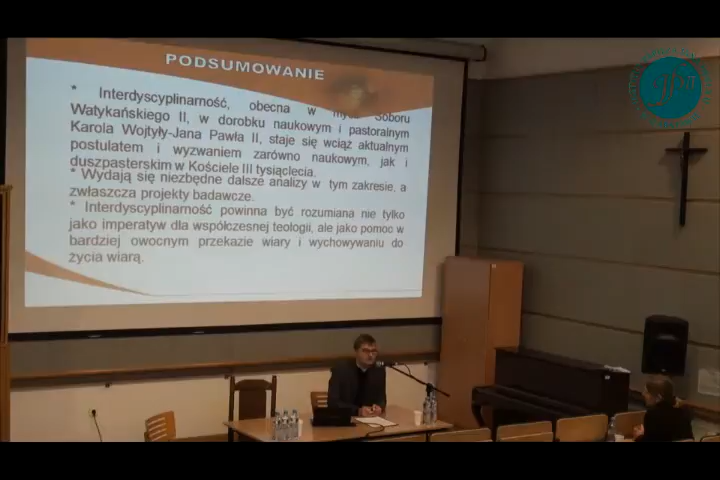 PODSUMOWANIE
* Interdyscyplinarność, obecna w myśl Soboru
Watykańskiego II, w dorobku naukowym i pastoralnym
Karola Wojtyły-Jana Pawła II, staje się wciąż aktualnym
postulatem i wyzwaniem zarówno naukowym, jak i
duszpasterskim w Kościele III tysiąclecia.
* Wydają się niezbędne dalsze analizy w tym zakresie, a
zwłaszcza projekty badawcze.
* Interdyscyplinarność powinna być rozumiana nie tylko
jako imperatyw dla współczesnej teologii, ale jako pomoc w
bardziej owocnym przekazie wiary i wychowywaniu do
życia wiarą.